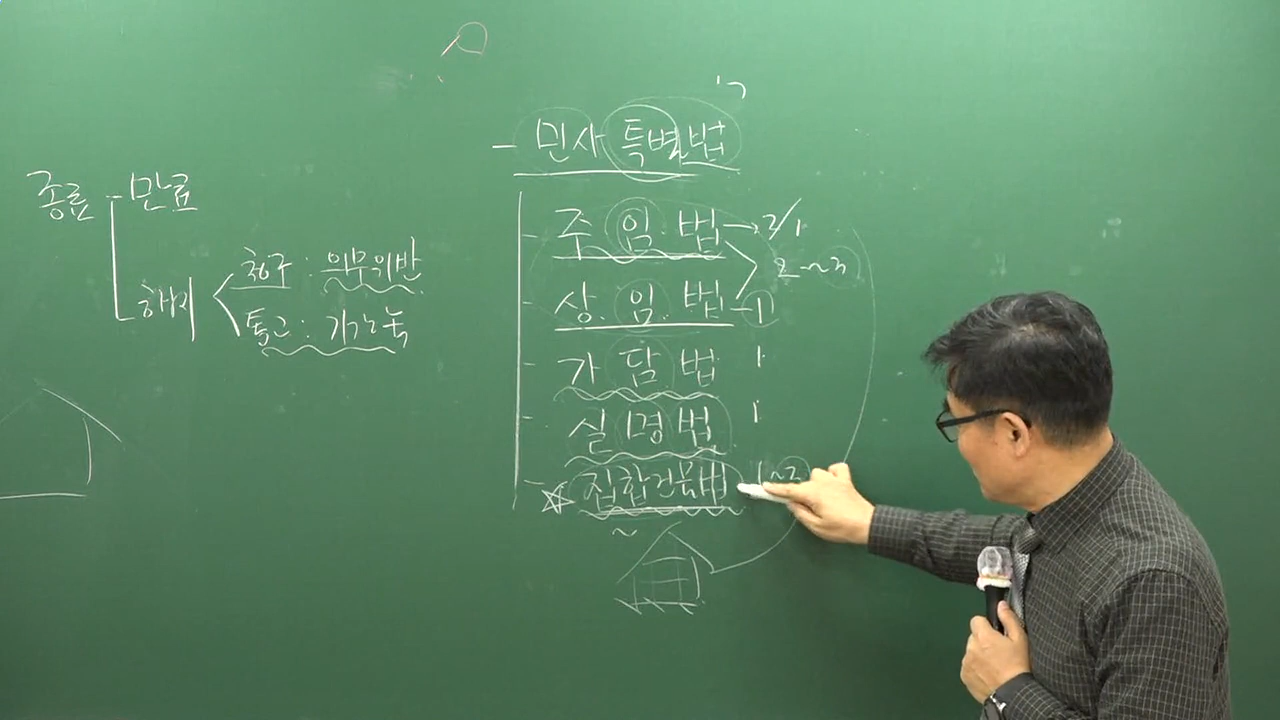 종료 - 만료
해지
청구 : 의무위반
통고 : 기간 녹
- 민사 특별법 17
주 임 법 → 2/1
2~3
상. 임. 법 - 1
가 담 법 1
실 명 법 1
☆ 집합건물법 1~2